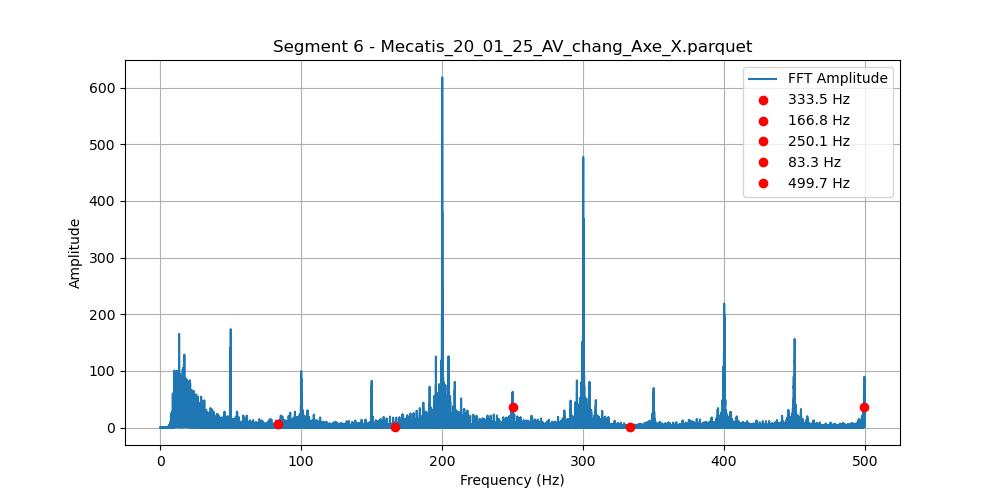 Segment 6 - Mecatis_20_01_25_AV_chang_Axe_X.parquet
FFT Amplitude
333.5 Hz
166.8 Hz
250.1 Hz
83.3 Hz
499.7 Hz
Amplitude
600
500
400
300
200
100
0
0
100
200
300
400
500
Frequency (Hz)